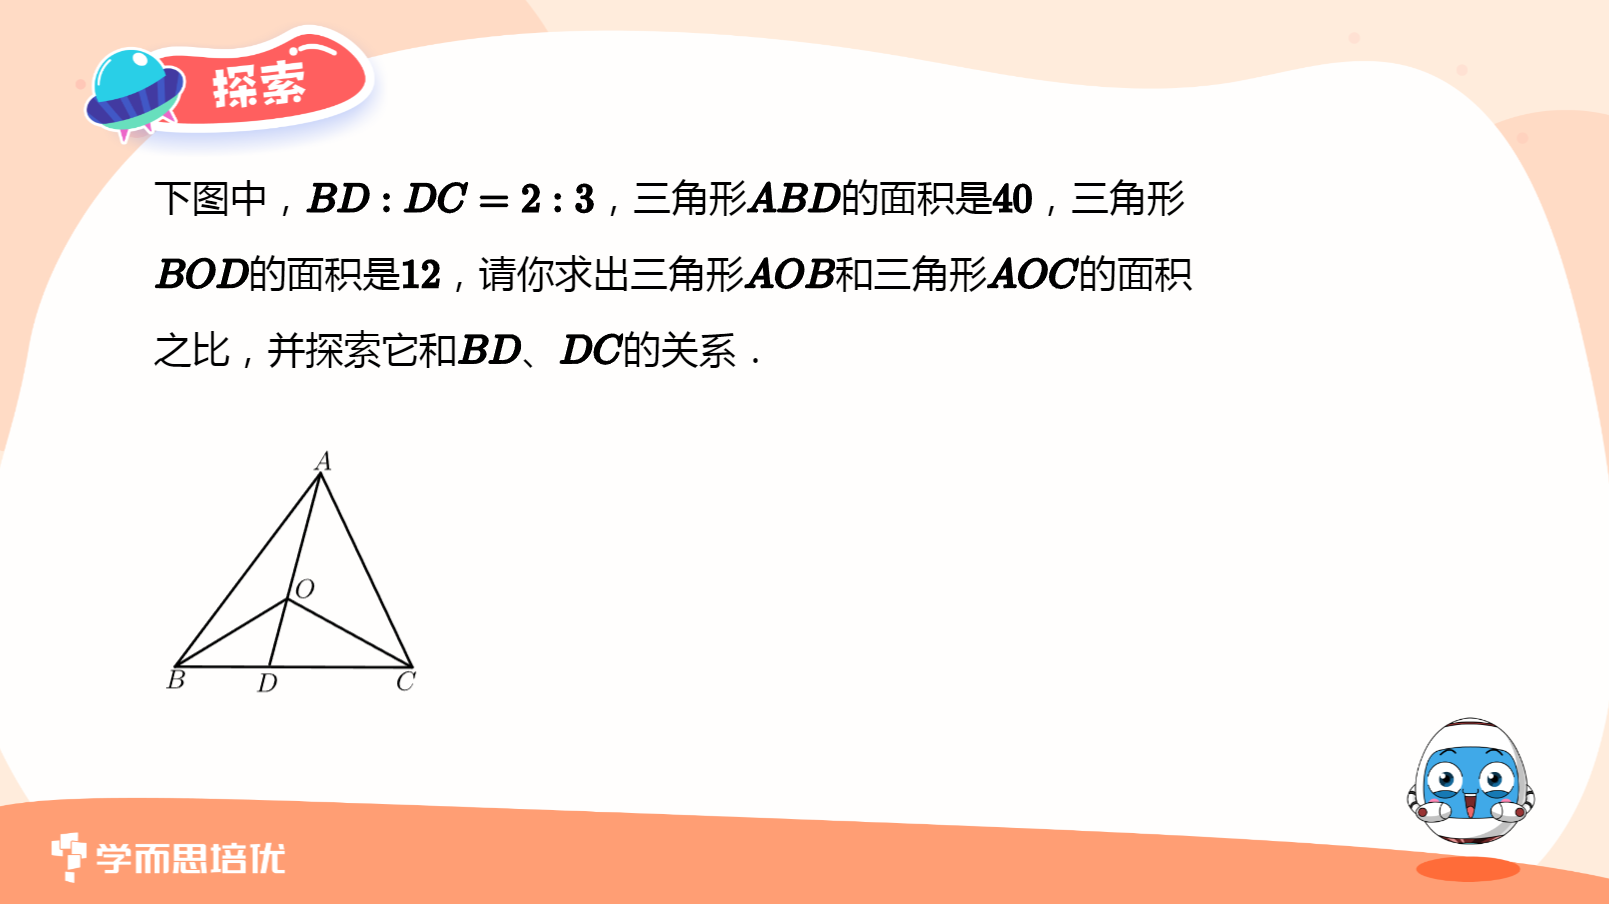 探索
下图中，BD : DC = 2 : 3，三角形ABD的面积是40，三角形
BOD的面积是12，请你求出三角形AOB和三角形AOC的面积
之比，并探索它和BD、DC的关系．
A
O
B
D
C
学而思培优